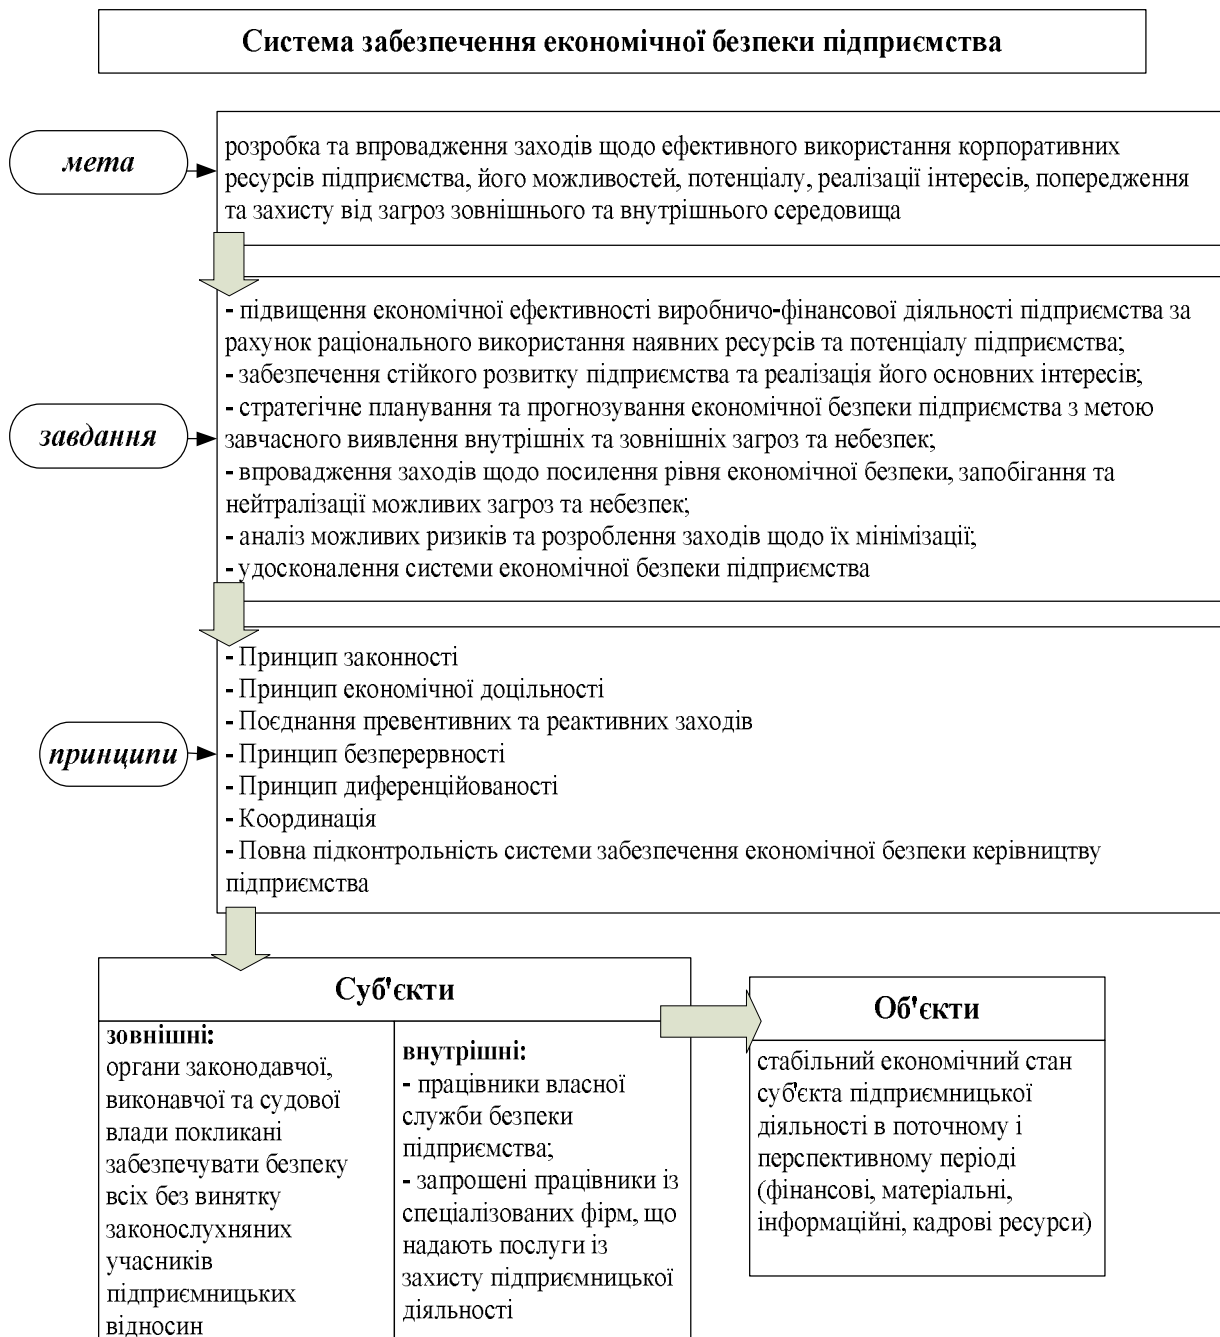 Система забезпечення економічної безпеки підприємства
мета
розробка та впровадження заходів щодо ефективного використання корпоративних
ресурсів підприємства, його можливостей, потенціалу, реалізації інтересів, попередження
та захисту від загроз зовнішнього та внутрішнього середовища
завдання
- підвищення економічної ефективності виробничо-фінансової діяльності підприємства за
рахунок раціонального використання наявних ресурсів та потенціалу підприємства;
- забезпечення стійкого розвитку підприємства та реалізація його основних інтересів;
- стратегічне планування та прогнозування економічної безпеки підприємства з метою
завчасного виявлення внутрішніх та зовнішніх загроз та небезпек;
- впровадження заходів щодо посилення рівня економічної безпеки, запобігання та
нейтралізації можливих загроз та небезпек;
- аналіз можливих ризиків та розроблення заходів щодо їх мінімізації;
- удосконалення системи економічної безпеки підприємства
принципи
- Принцип законності
- Принцип економічної доцільності
- Поєднання превентивних та реактивних заходів
- Принцип безперервності
- Принцип диференційованості
- Координація
- Повна підконтрольність системи забезпечення економічної безпеки керівництву
підприємства
Суб'єкти
зовнішні:
органи законодавчої,
виконавчої та судової
влади покликані
забезпечувати безпеку
всіх без винятку
законослухняних
учасників
підприємницьких
відносин
внутрішні:
- працівники власної
служби безпеки
підприємства;
- запрошені працівники із
спеціалізованих фірм, що
надають послуги із
захисту підприємницької
діяльності
Об'єкти
стабільний економічний стан
суб'єкта підприємницької
діяльності в поточному і
перспективному періоді
(фінансові, матеріальні,
інформаційні, кадрові ресурси)